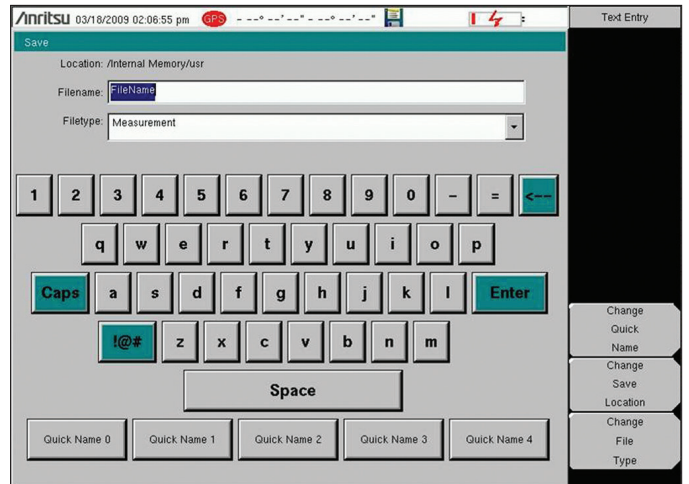 Anritsu 03/18/2009 02:06:55 pm GPS - --° --'--" - --° --'--"
Text Entry
Save
Location: /Internal Memory/usr
Filename: FileName
Filetype: Measurement
1 2 3 4 5 6 7 8 9 0 - = <--
q w e r t y u i o p
Caps a s d f g h j k l Enter
!@# z x c v b n m
Space
Quick Name 0 Quick Name 1 Quick Name 2 Quick Name 3 Quick Name 4
Change
Quick
Name
Change
Save
Location
Change
File
Type